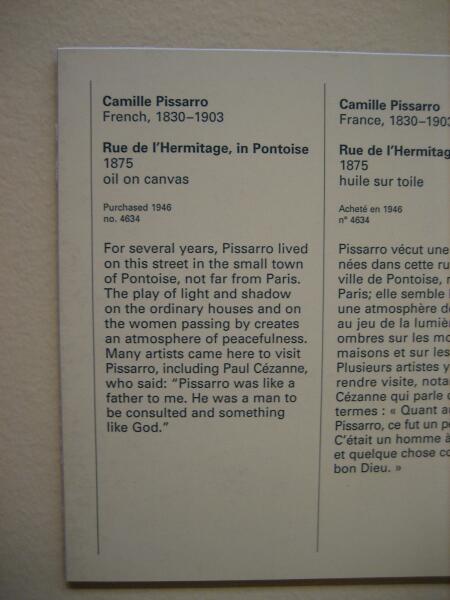 Camille Pissarro
French, 1830–1903
Rue de l'Hermitage, in Pontoise
1875
oil on canvas
Purchased 1946
no. 4634
For several years, Pissarro lived
on this street in the small town
of Pontoise, not far from Paris.
The play of light and shadow
on the ordinary houses and on
the women passing by creates
an atmosphere of peacefulness.
Many artists came here to visit
Pissarro, including Paul Cézanne,
who said: “Pissarro was like a
father to me. He was a man to
be consulted and something
like God.”
Camille Pissarro
France, 1830–1903
Rue de l'Hermitag
1875
huile sur toile
Acheté en 1946
n° 4634
Pissarro vécut une
nées dans cette ru
ville de Pontoise,
Paris; elle semble
une atmosphère d
au jeu de la lumiè
ombres sur les mo
maisons et sur les
Plusieurs artistes y
rendre visite, nota
Cézanne qui parle
termes : « Quant a
Pissarro, ce fut un p
C'était un homme à
et quelque chose co
bon Dieu. »